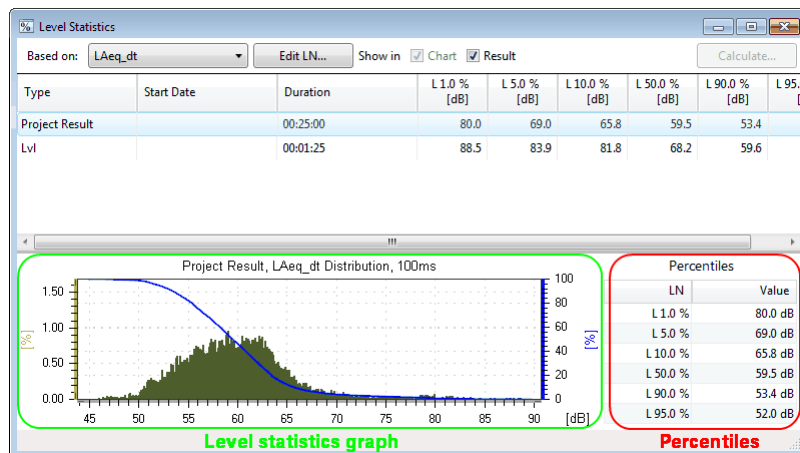 Level Statistics
Based on: LAeq_dt Edit LN... Show in Chart Result Calculate...
Type Start Date Duration L 1.0 % [dB] L 5.0 % [dB] L 10.0 % [dB] L 50.0 % [dB] L 90.0 % [dB] L 95.
Project Result 00:25:00 80.0 69.0 65.8 59.5 53.4
Lvl 00:01:25 88.5 83.9 81.8 68.2 59.6
Project Result, LAeq_dt Distribution, 100ms
[%]
1.50
1.00
0.50
0.00
100
80
60
40
20
0
[%]
45 50 55 60 65 70 75 80 85 90 [dB]
Level statistics graph
Percentiles
LN Value
L 1.0 % 80.0 dB
L 5.0 % 69.0 dB
L 10.0 % 65.8 dB
L 50.0 % 59.5 dB
L 90.0 % 53.4 dB
L 95.0 % 52.0 dB
Percentiles